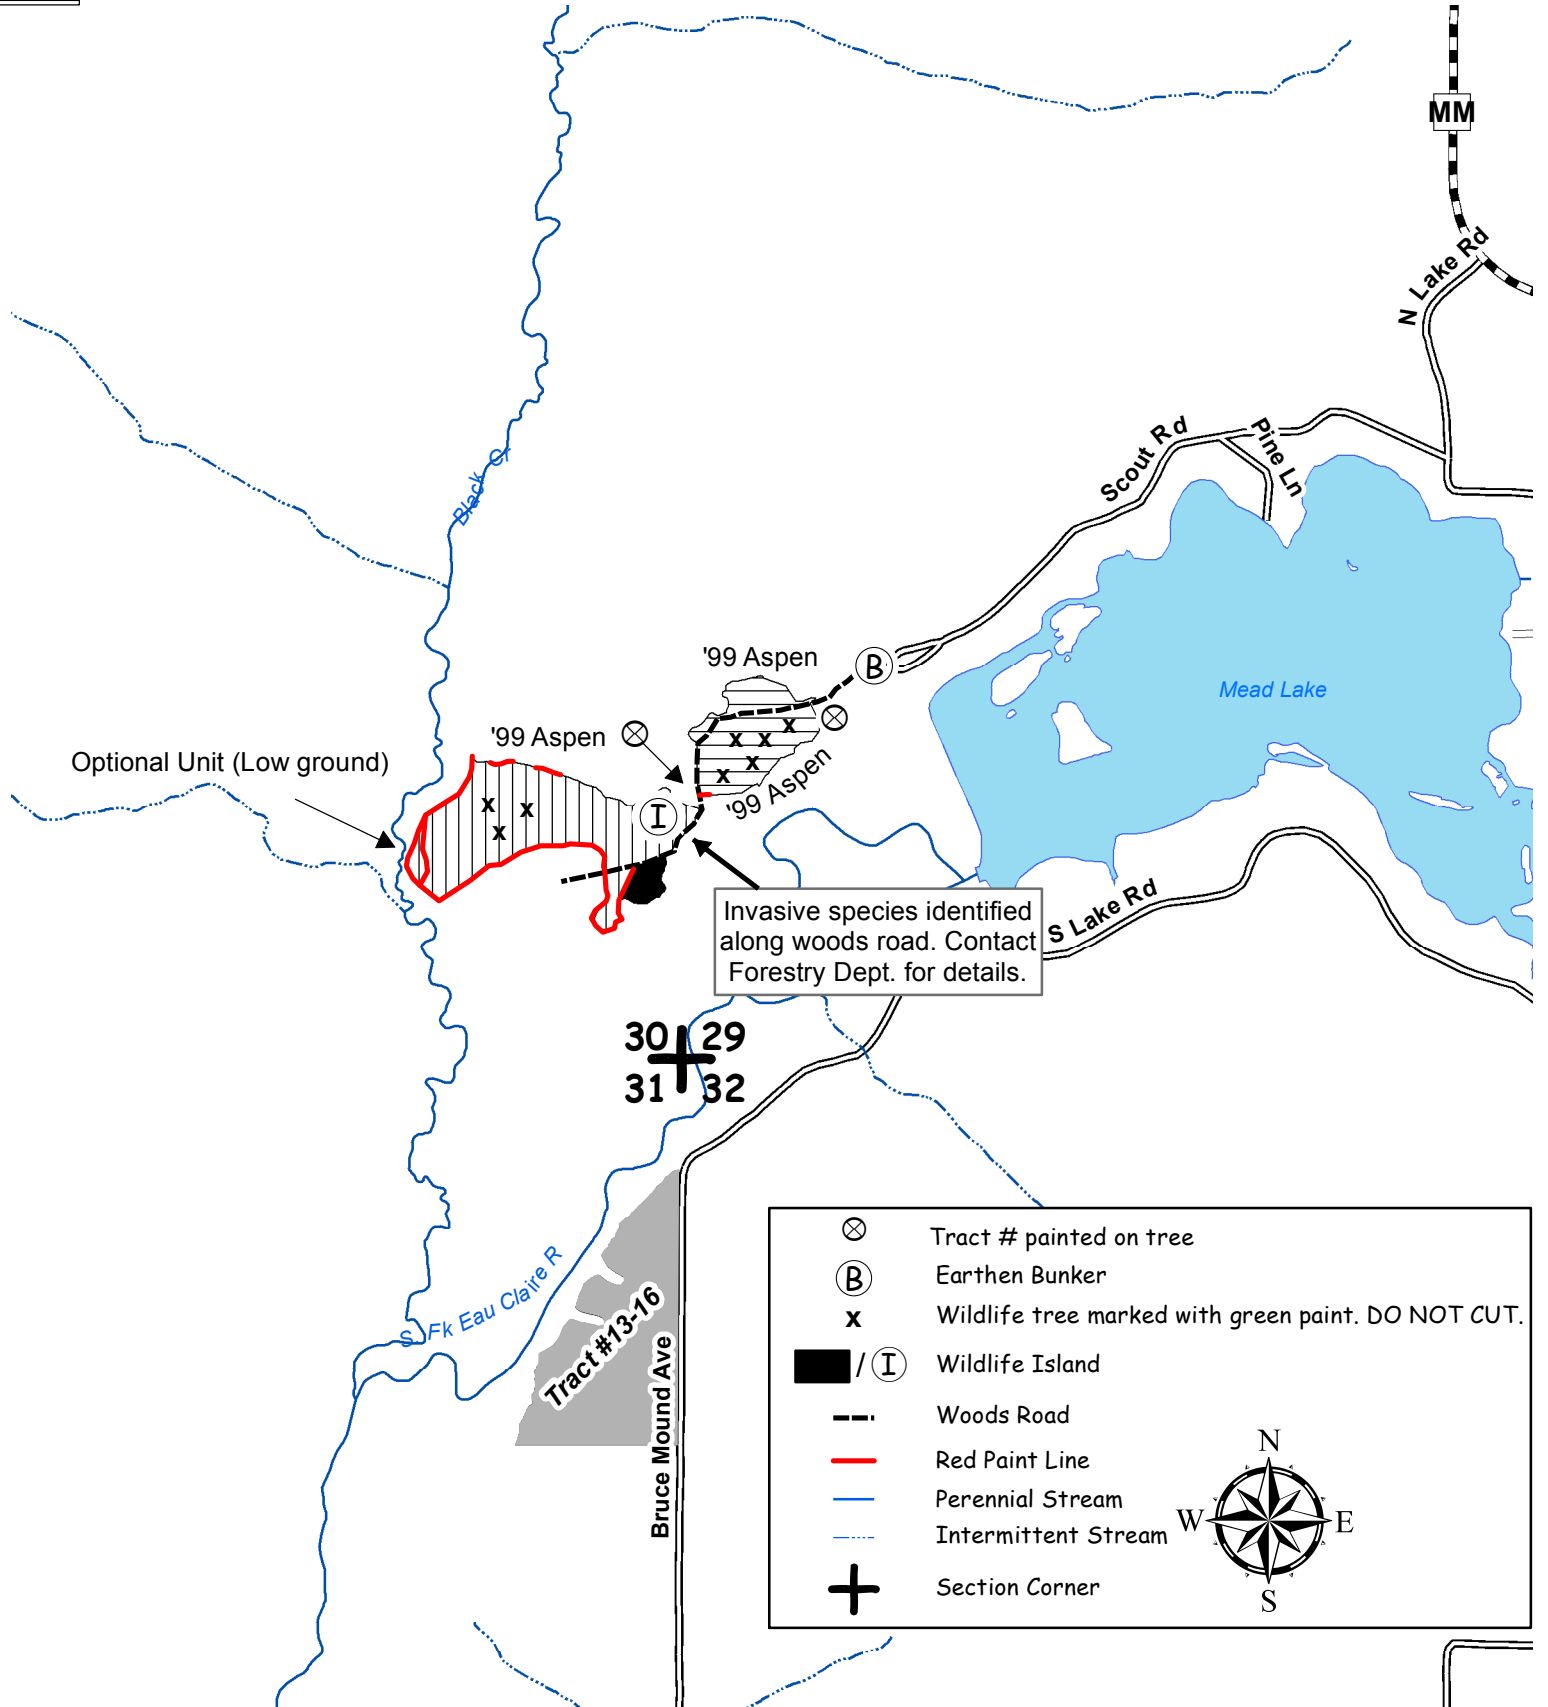 MM
N Lake Rd
Scout Rd
Pine Ln
Black Cr
'99 Aspen
B
Mead Lake
'99 Aspen
x
x x
x
x
Optional Unit (Low ground)
'99 Aspen
x
x
x
I
Invasive species identified
along woods road. Contact
Forestry Dept. for details.
S Lake Rd
30 29
31 32
S. Fk Eau Claire R
Tract #13-16
Bruce Mound Ave
Tract # painted on tree
B Earthen Bunker
x Wildlife tree marked with green paint. DO NOT CUT.
/ I Wildlife Island
Woods Road
Red Paint Line
Perennial Stream
Intermittent Stream
Section Corner
N
W E
S